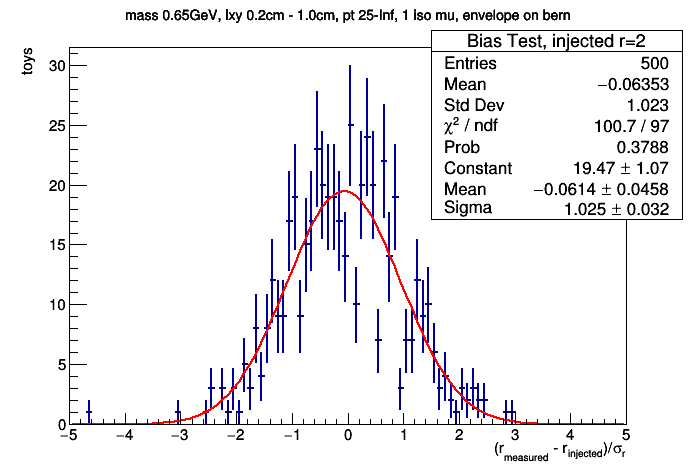 mass 0.65GeV, lxy 0.2cm - 1.0cm, pt 25-Inf, 1 Iso mu, envelope on bern
toys
Bias Test, injected r=2
Entries 500
Mean −0.06353
Std Dev 1.023
χ² / ndf 100.7 / 97
Prob 0.3788
Constant 19.47 ± 1.07
Mean −0.0614 ± 0.0458
Sigma 1.025 ± 0.032
30
25
20
15
10
5
0
−5 −4 −3 −2 −1 0 1 2 3 4 5
(r_measured - r_injected)/σ_r